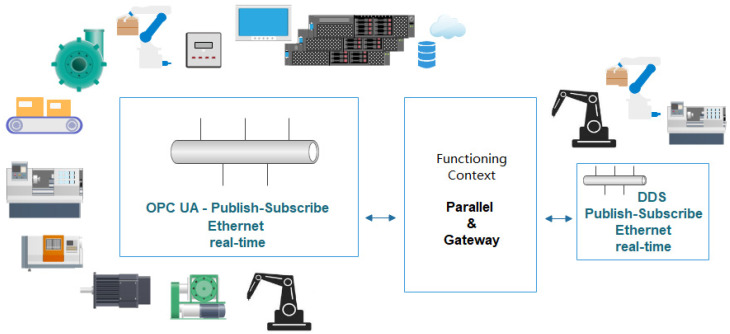 OPC UA - Publish-Subscribe
Ethernet
real-time
Functioning
Context
Parallel
&
Gateway
DDS
Publish-Subscribe
Ethernet
real-time